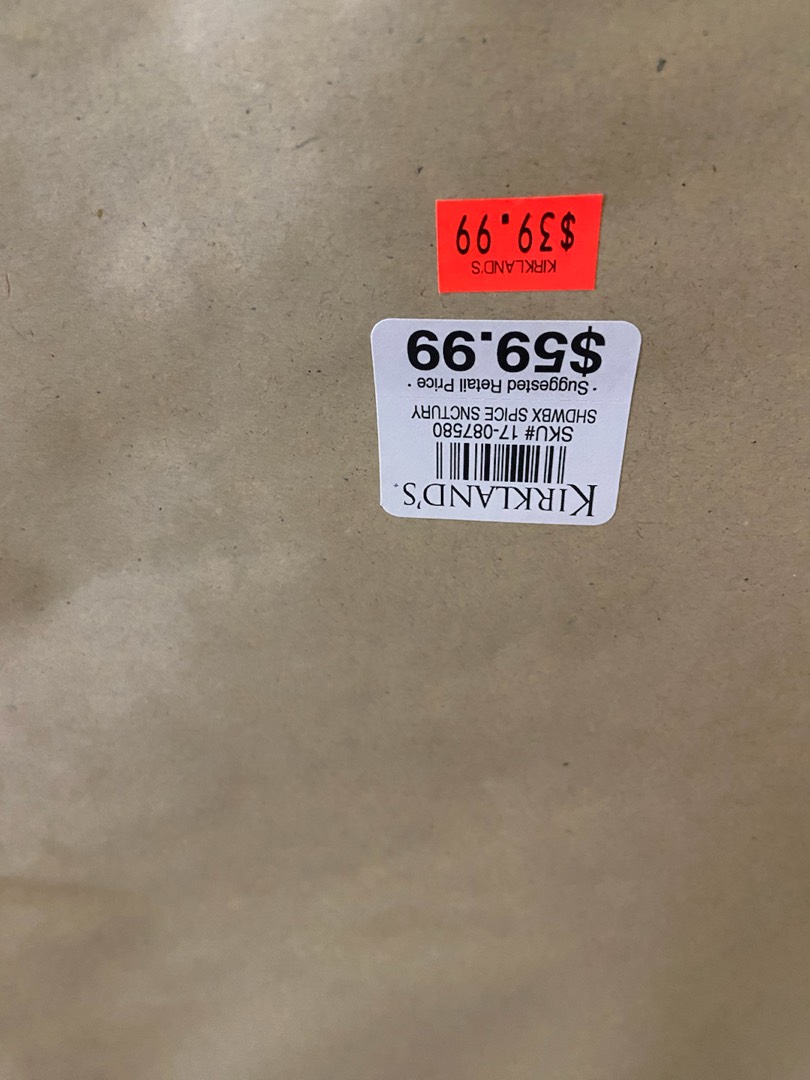 KIRKLAND'S
SKU# 17-087580
SHDWBX SPICE SNCTURY
* Suggested Retail Price *
$59.99
KIRKLAND'S
$39.99